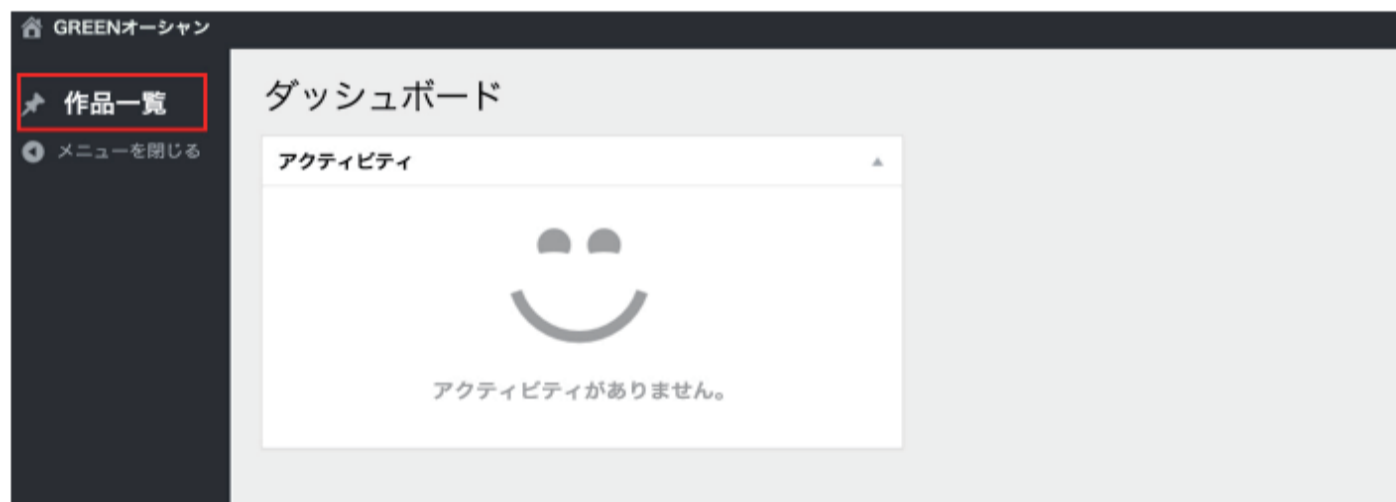 GREENオーシャン
作品一覧
メニューを閉じる
ダッシュボード
アクティビティ
アクティビティがありません。